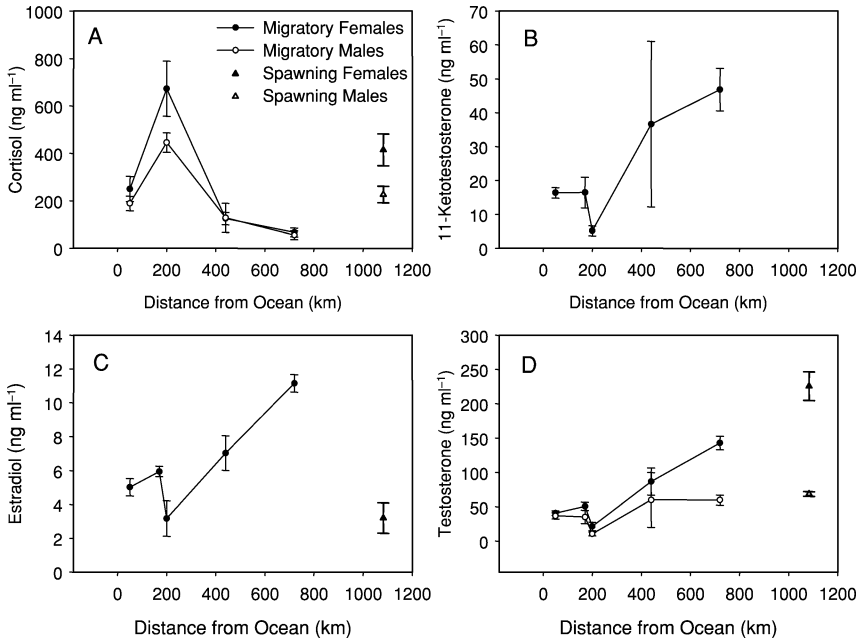 A
Migratory Females
Migratory Males
Spawning Females
Spawning Males
Cortisol (ng ml⁻¹)
1000
800
600
400
200
0
0 200 400 600 800 1000 1200
Distance from Ocean (km)
B
11-Ketotestosterone (ng ml⁻¹)
70
60
50
40
30
20
10
0
0 200 400 600 800 1000 1200
Distance from Ocean (km)
C
Estradiol (ng ml⁻¹)
14
12
10
8
6
4
2
0
0 200 400 600 800 1000 1200
Distance from Ocean (km)
D
Testosterone (ng ml⁻¹)
300
250
200
150
100
50
0
0 200 400 600 800 1000 1200
Distance from Ocean (km)